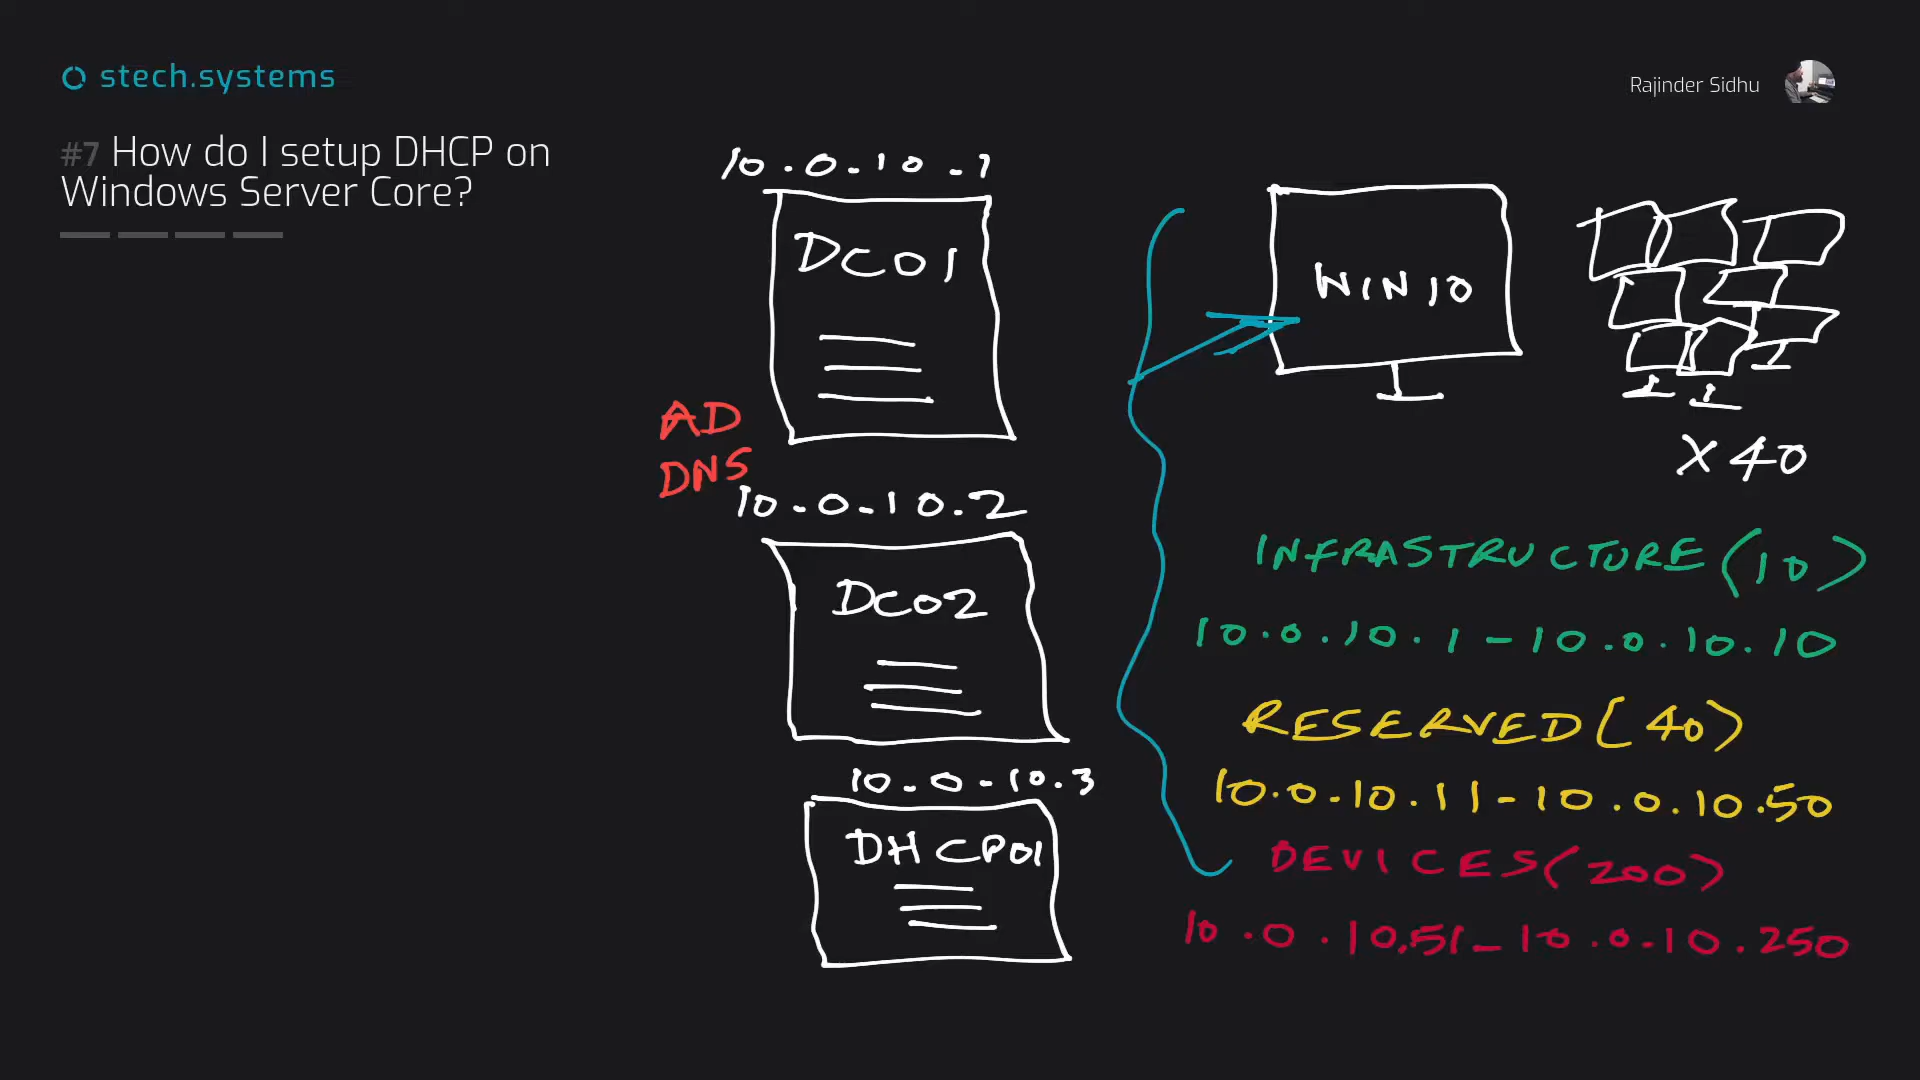 stech.systems
Rajinder Sidhu
#7 How do I setup DHCP on
Windows Server Core?
10.0.10.1
DC01
AD
DNS
10.0.10.2
DC02
10.0.10.3
DHCP01
WIN10
X 40
INFRASTRUCTURE (10)
10.0.10.1 - 10.0.10.10
RESERVED (40)
10.0.10.11 - 10.0.10.50
DEVICES (200)
10.0.10.51 - 10.0.10.250